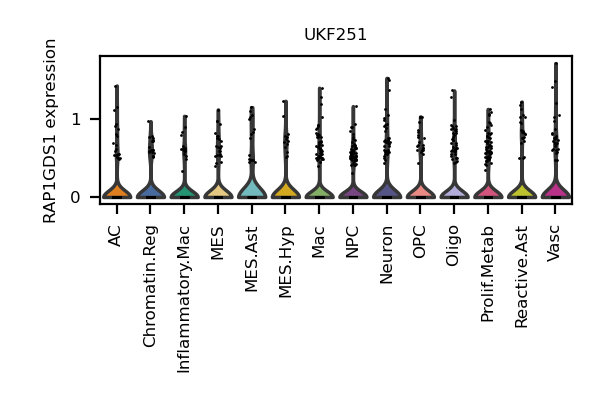 UKF251
RAP1GDS1 expression
1
0
AC
Chromatin.Reg
Inflammatory.Mac
MES
MES.Ast
MES.Hyp
Mac
NPC
Neuron
OPC
Oligo
Prolif.Metab
Reactive.Ast
Vasc